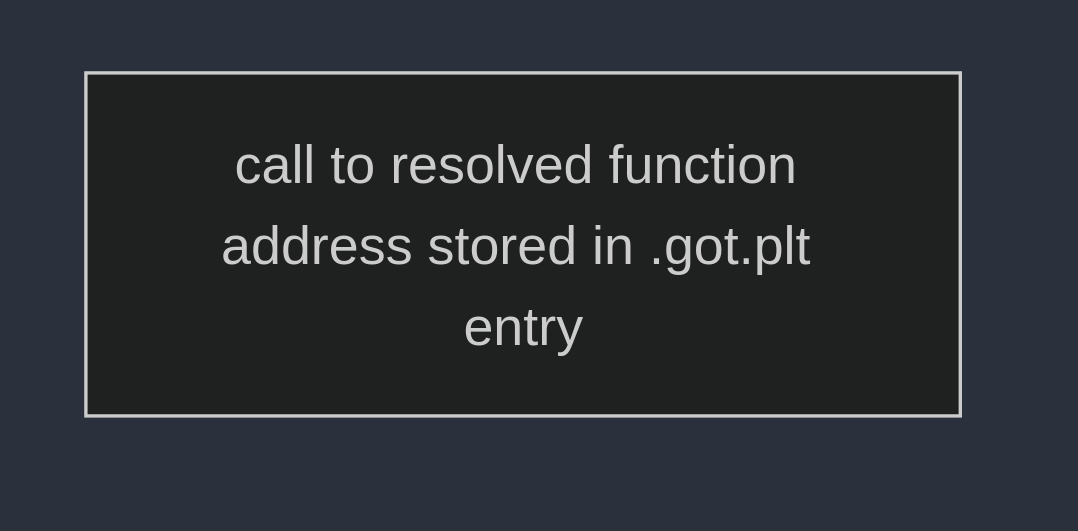 call to resolved function
address stored in .got.plt
entry